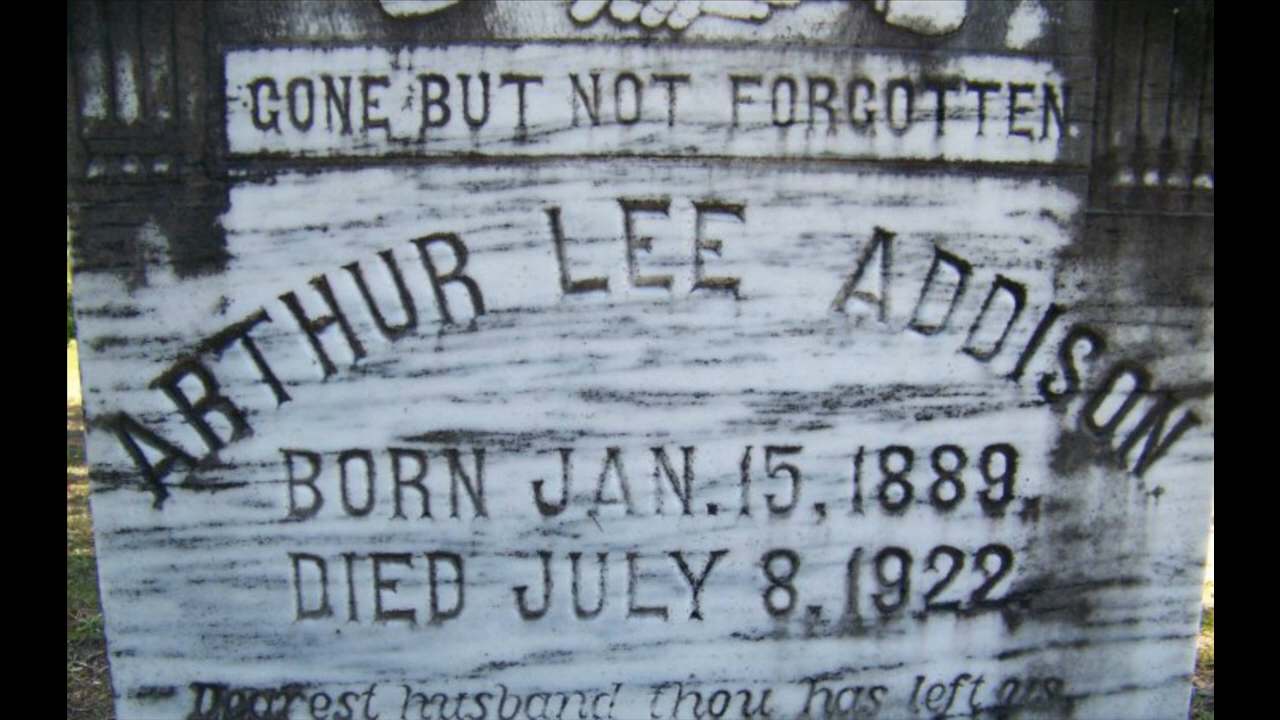 GONE BUT NOT FORGOTTEN.
ARTHUR LEE ADDISON
BORN JAN. 15, 1889.
DIED JULY 8, 1922.
Dearest husband thou has left us